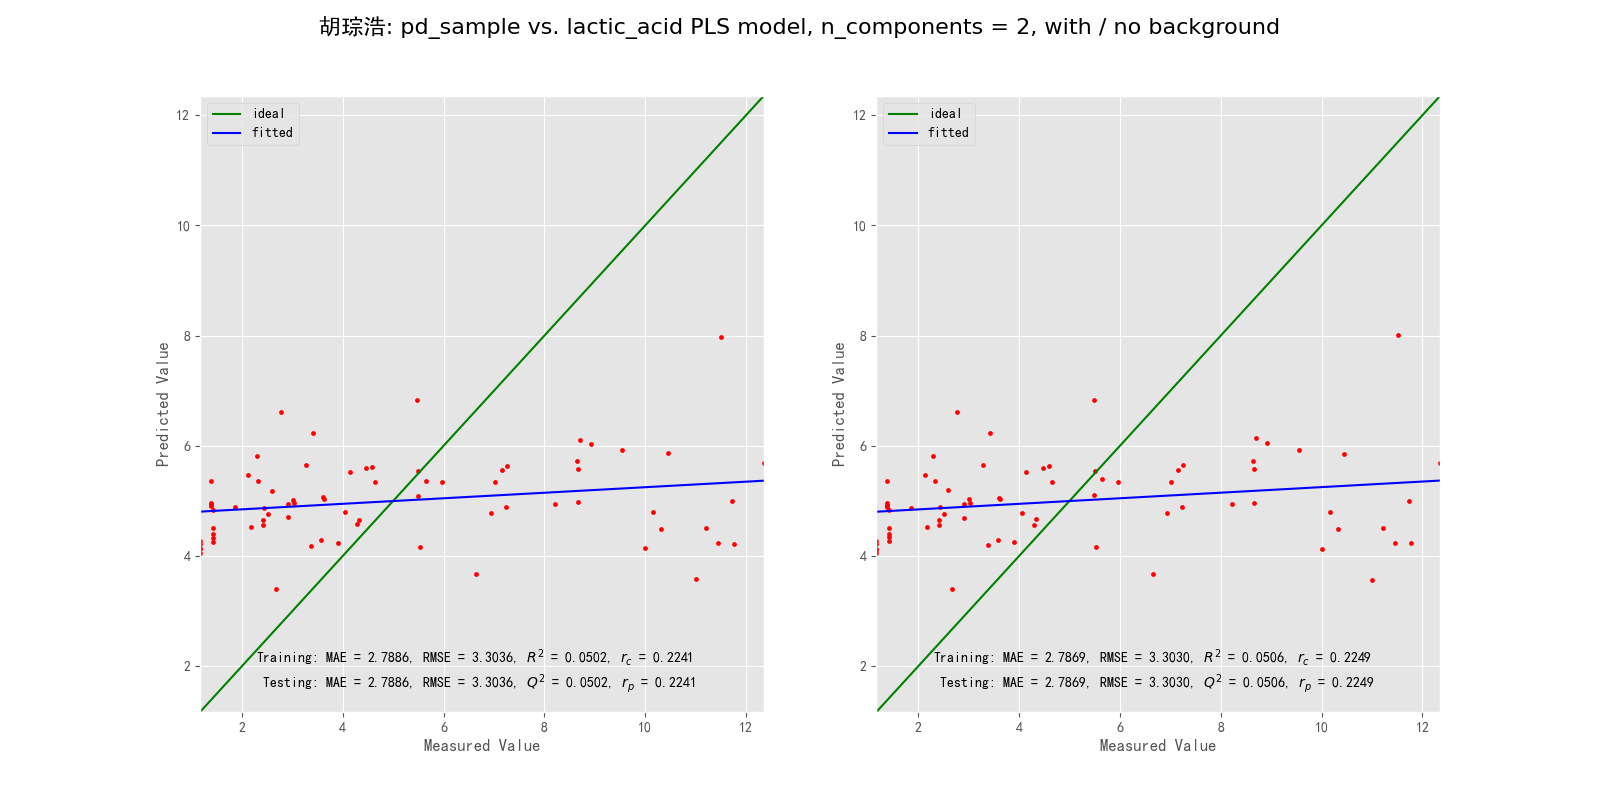 胡琮浩: pd_sample vs. lactic_acid PLS model, n_components = 2, with / no background
ideal
fitted
12
10
8
6
4
2
Predicted Value
Training: MAE = 2.7886, RMSE = 3.3036, R² = 0.0502, r_c = 0.2241
Testing: MAE = 2.7886, RMSE = 3.3036, Q² = 0.0502, r_p = 0.2241
2 4 6 8 10 12
Measured Value
ideal
fitted
12
10
8
6
4
2
Predicted Value
Training: MAE = 2.7869, RMSE = 3.3030, R² = 0.0506, r_c = 0.2249
Testing: MAE = 2.7869, RMSE = 3.3030, Q² = 0.0506, r_p = 0.2249
2 4 6 8 10 12
Measured Value